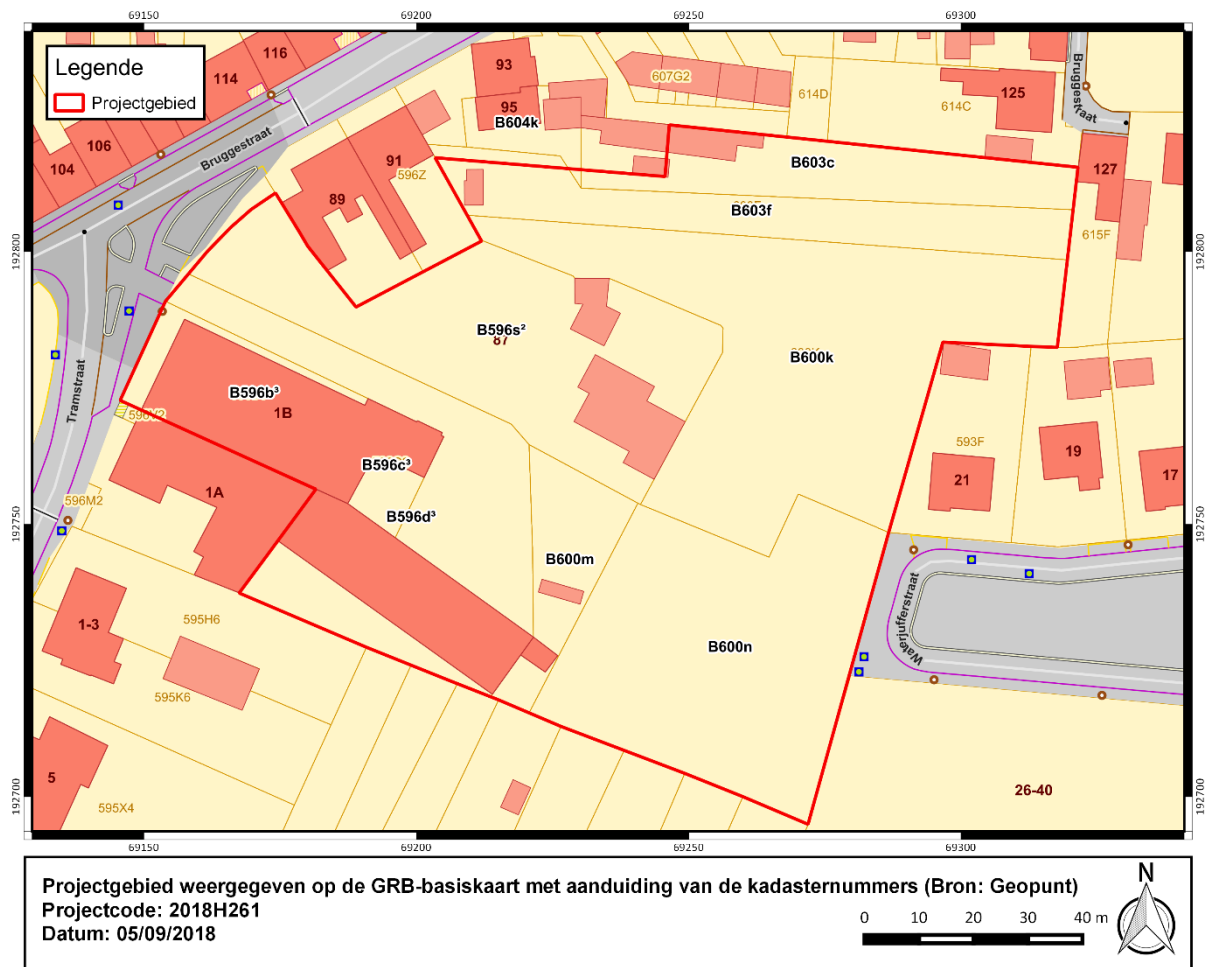 69150
69200
69250
69300
Legende
Projectgebied
116
114
106
104
Bruggestraat
93
95
B604k
607G2
614D
614C
125
Bruggestraat
91
596Z
89
B603c
127
B603f
615F
192800
192800
B596s²
87
B600k
Tramstraat
B596b³
1B
596V2
593F
19
21
17
B596c³
1A
596M2
B596d³
192750
192750
B600m
Waterjufferstraat
1-3
595H6
B600n
595K6
5
595X4
26-40
192700
192700
69150
69200
69250
69300
Projectgebied weergegeven op de GRB-basiskaart met aanduiding van de kadasternummers (Bron: Geopunt)
Projectcode: 2018H261
Datum: 05/09/2018
0 10 20 30 40 m
N